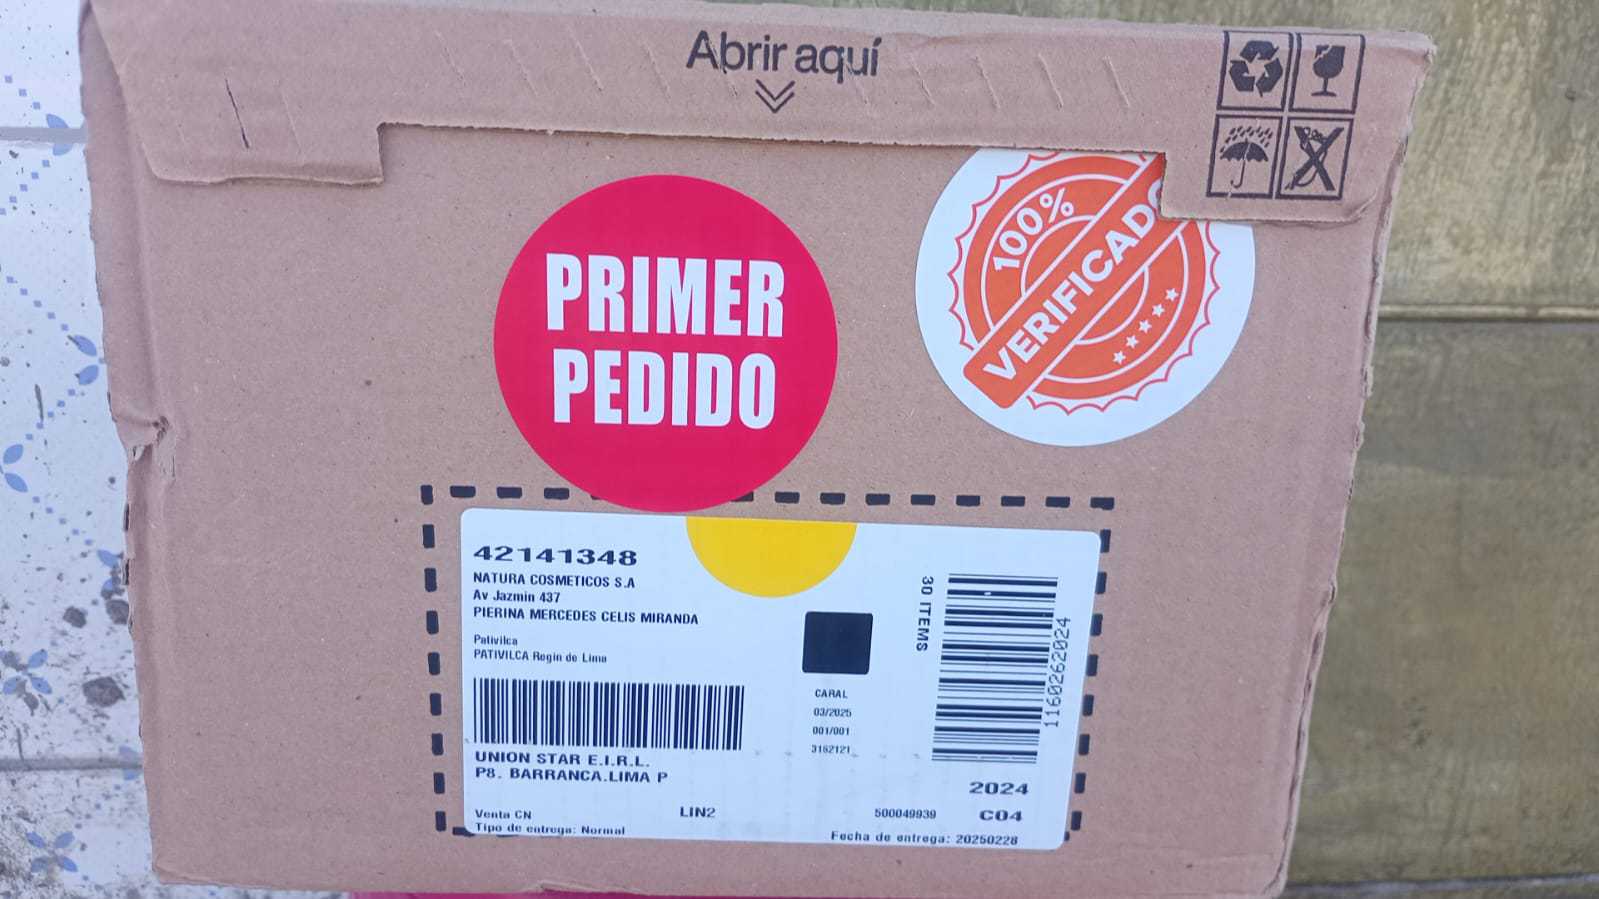 Abrir aquí
PRIMER
PEDIDO
100%
VERIFICADO
42141348
NATURA COSMETICOS S.A
Av Jazmin 437
PIERINA MERCEDES CELIS MIRANDA
Pativilca
PATIVILCA Regin de Lima
UNION STAR E.I.R.L.
P8. BARRANCA.LIMA P
Venta CN
LIN2
Tipo de entrega: Normal
CARAL
03/2025
001/001
3162121
30 ITEMS
1160262024
2024
500049939
C04
Fecha de entrega: 20250228